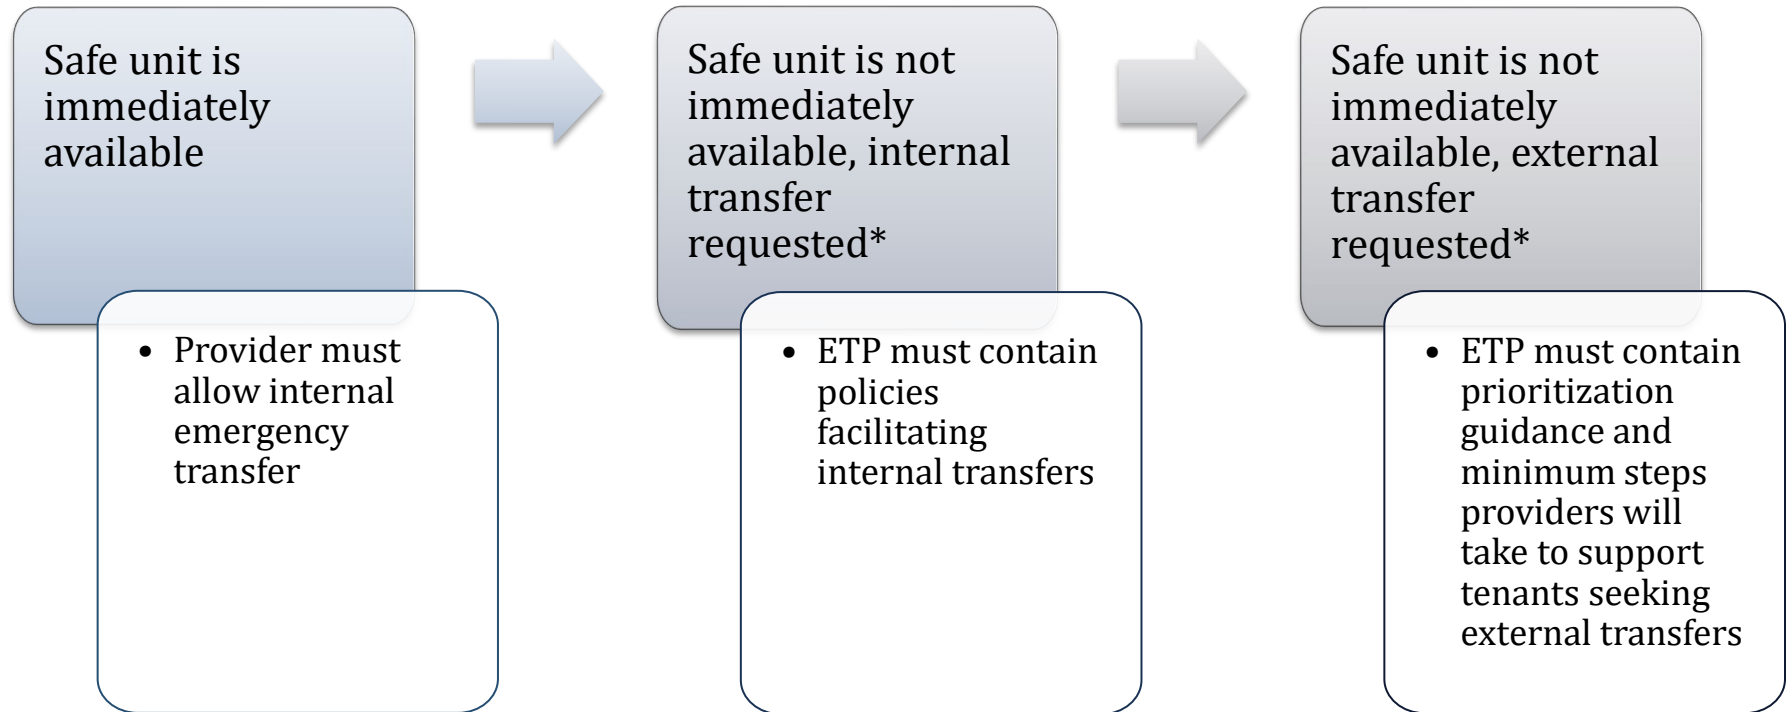 Safe unit is
immediately
available
• Provider must
allow internal
emergency
transfer
Safe unit is not
immediately
available, internal
transfer
requested*
• ETP must contain
policies
facilitating
internal transfers
Safe unit is not
immediately
available, external
transfer
requested*
• ETP must contain
prioritization
guidance and
minimum steps
providers will
take to support
tenants seeking
external transfers